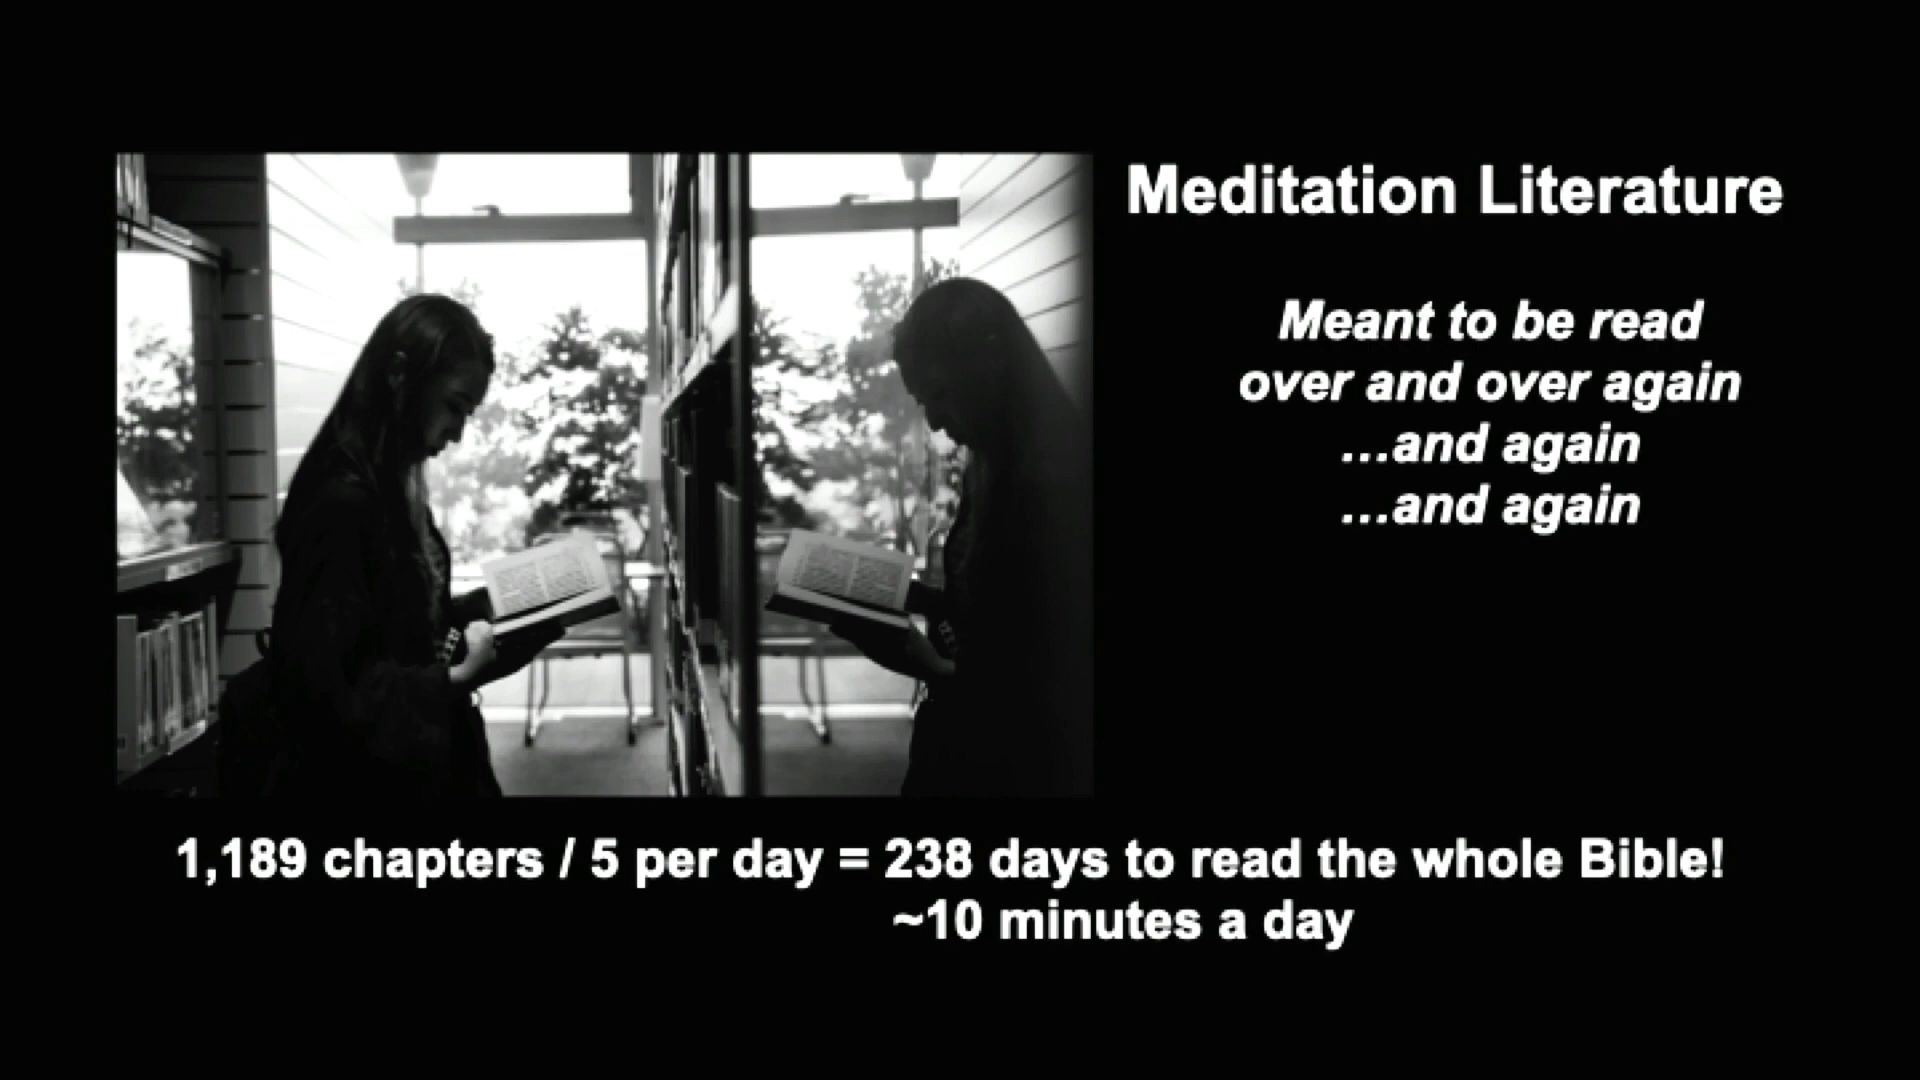 Meditation Literature
Meant to be read
over and over again
...and again
...and again
1,189 chapters / 5 per day = 238 days to read the whole Bible!
~10 minutes a day